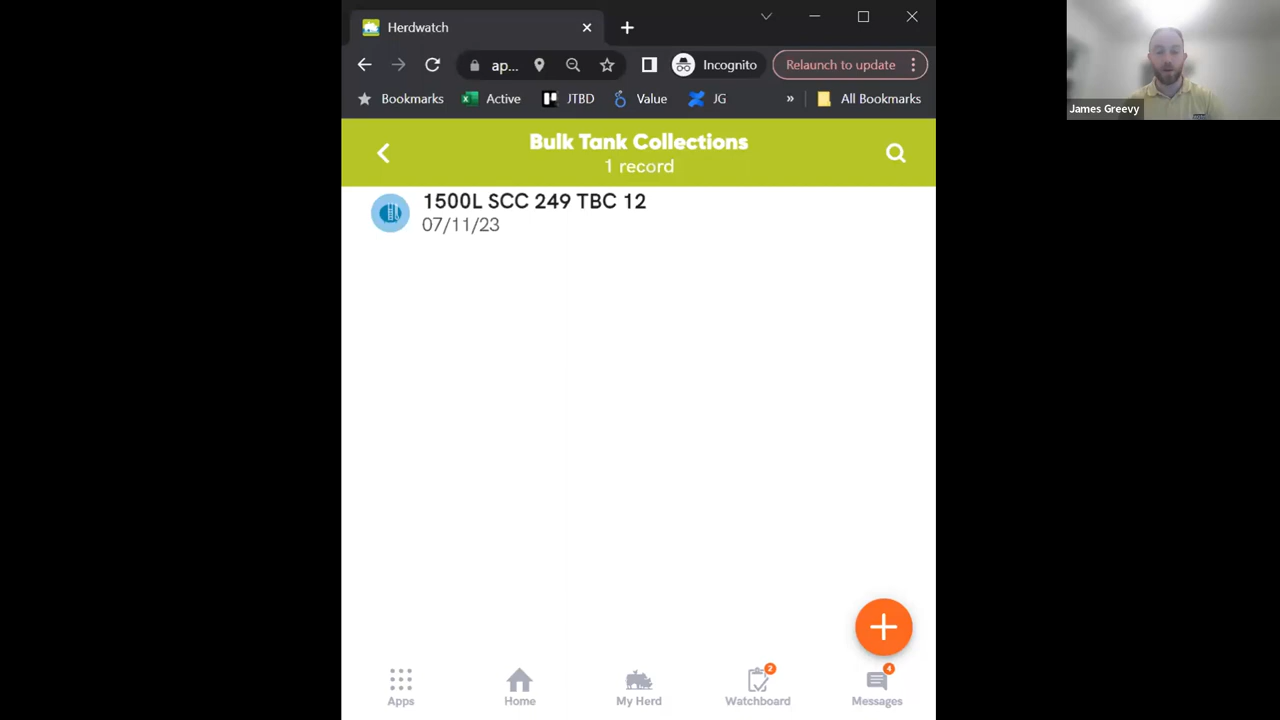 Herdwatch
ap...
Incognito
Relaunch to update
Bookmarks
Active
JTBD
Value
JG
»
All Bookmarks
Bulk Tank Collections
1 record
1500L SCC 249 TBC 12
07/11/23
Apps
Home
My Herd
2
Watchboard
4
Messages
James Greevy